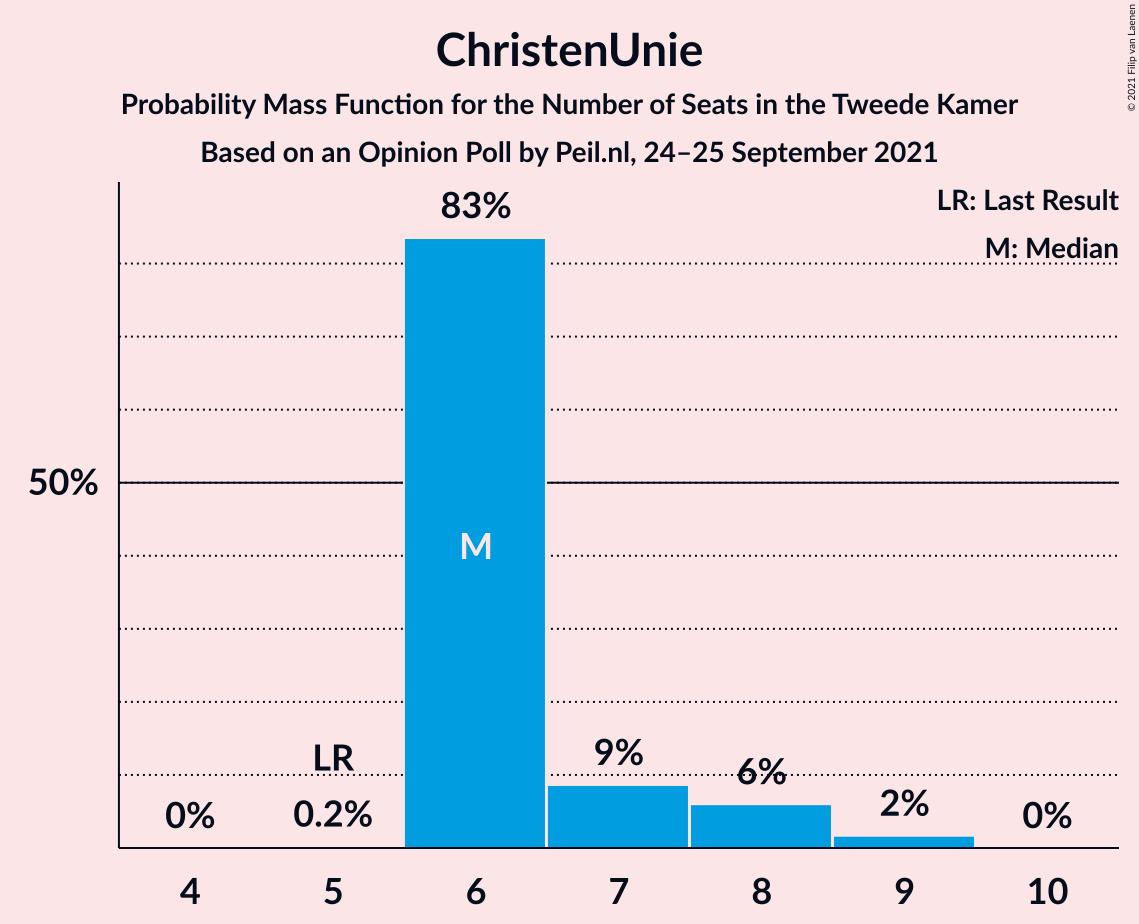 ChristenUnie
Probability Mass Function for the Number of Seats in the Tweede Kamer
Based on an Opinion Poll by Peil.nl, 24–25 September 2021
© 2021 Filip van Laenen
LR: Last Result
M: Median
83%
50%
M
LR
9%
6%
2%
0%
0.2%
0%
4 5 6 7 8 9 10